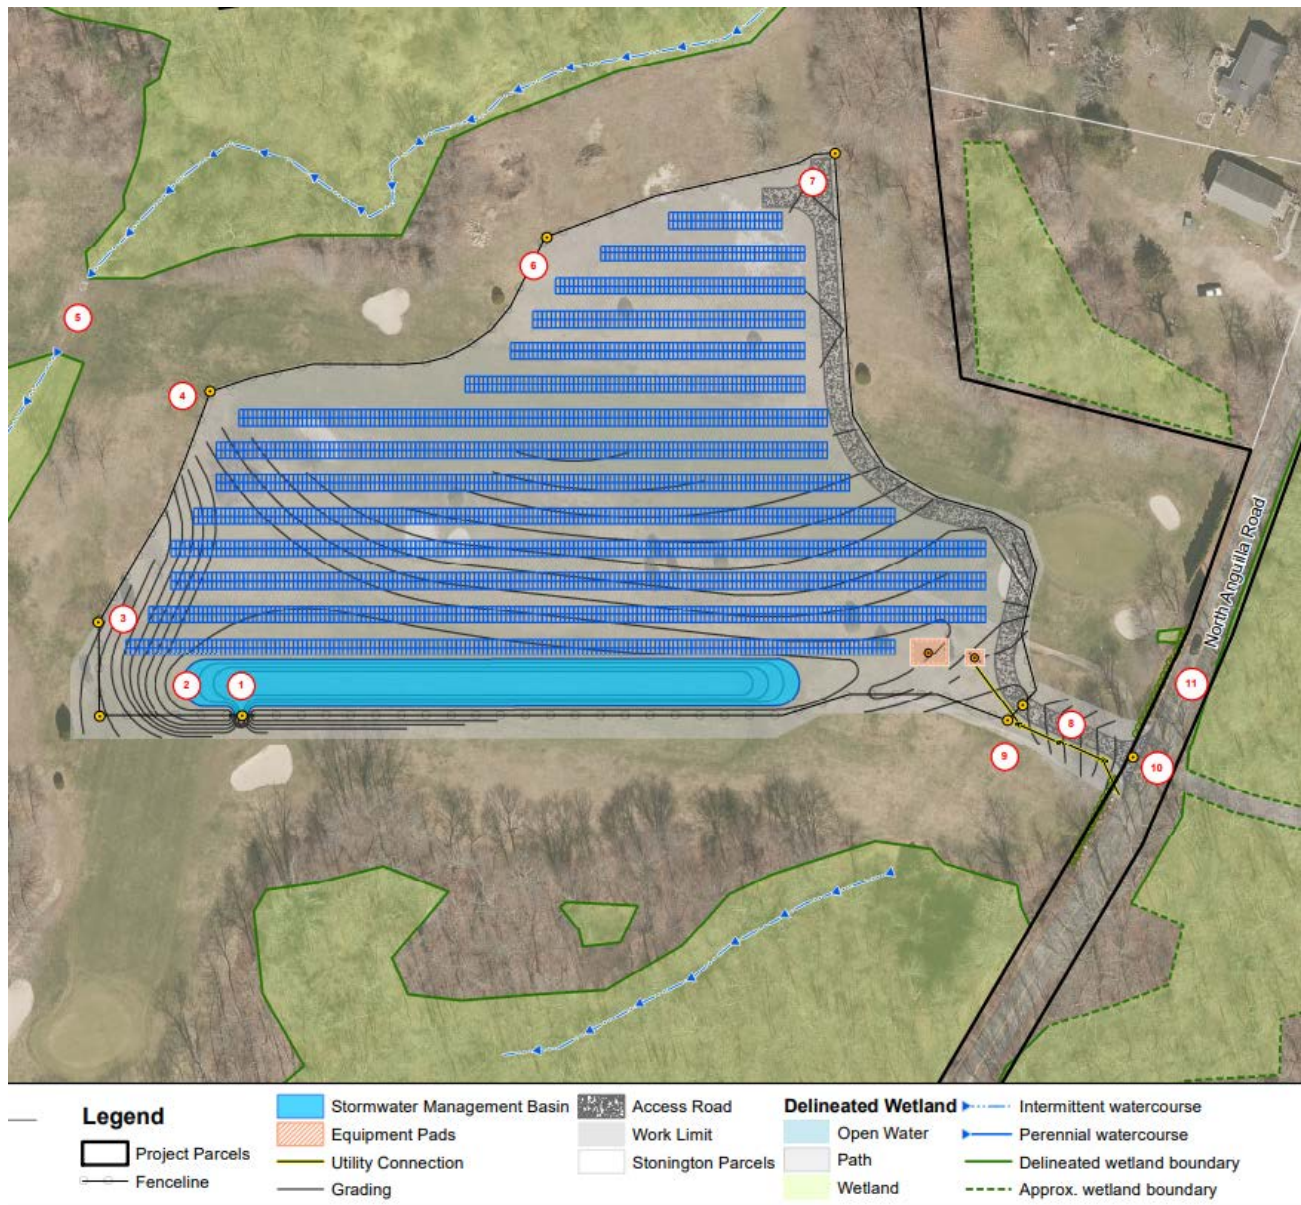 7
6
5
4
3
2
1
8
9
10
11
North Anguilla Road
Legend
Project Parcels
Fenceline
Stormwater Management Basin
Equipment Pads
Utility Connection
Grading
Access Road
Work Limit
Stonington Parcels
Delineated Wetland
Open Water
Path
Wetland
Intermittent watercourse
Perennial watercourse
Delineated wetland boundary
Approx. wetland boundary